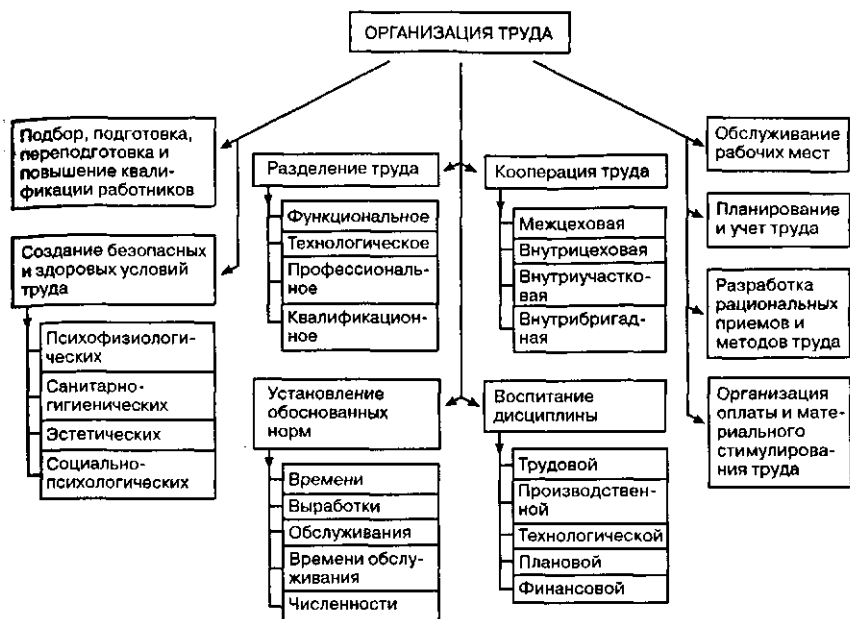 ОРГАНИЗАЦИЯ ТРУДА
Подбор, подготовка,
переподготовка и
повышение квали-
фикации работников
Создание безопасных
и здоровых условий
труда
Психофизиологи-
ческих
Санитарно-
гигиенических
Эстетических
Социально-
психологических
Разделение труда
Функциональное
Технологическое
Профессиональ-
ное
Квалификацион-
ное
Установление
обоснованных
норм
Времени
Выработки
Обслуживания
Времени обслу-
живания
Численности
Кооперация труда
Межцеховая
Внутрицеховая
Внутриучастко-
вая
Внутрибригад-
ная
Воспитание
дисциплины
Трудовой
Производствен-
ной
Технологической
Плановой
Финансовой
Обслуживание
рабочих мест
Планирование
и учет труда
Разработка
рациональных
приемов и
методов труда
Организация
оплаты и мате-
риального
стимулирова-
ния труда